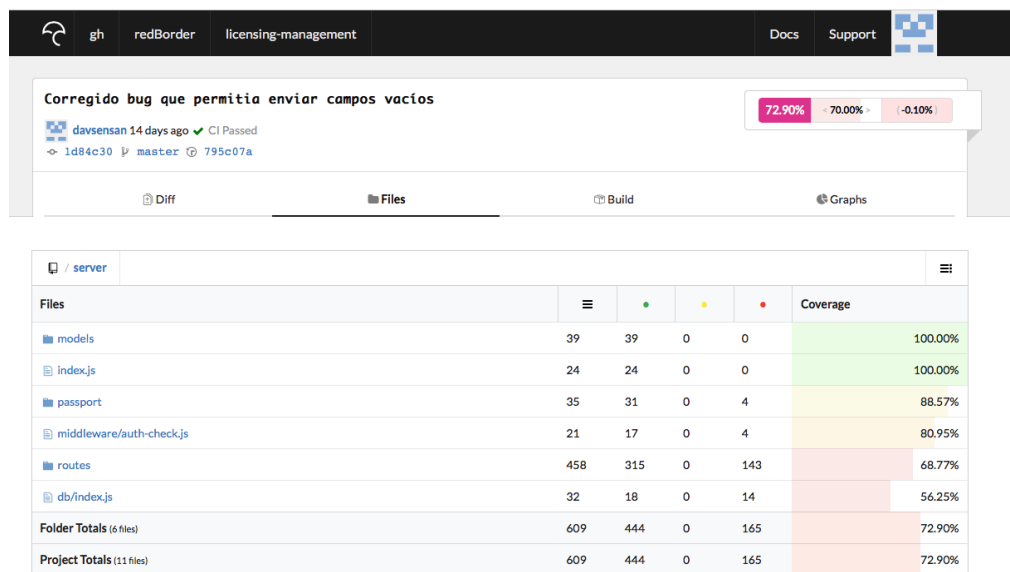 gh redBorder licensing-management Docs Support
Corregido bug que permitia enviar campos vacíos
72.90% < 70.00% > (-0.10%)
davsensan 14 days ago ✔ CI Passed
1d84c30 master 795c07a
Diff Files Build Graphs
/ server
Files Coverage
models 39 39 0 0 100.00%
index.js 24 24 0 0 100.00%
passport 35 31 0 4 88.57%
middleware/auth-check.js 21 17 0 4 80.95%
routes 458 315 0 143 68.77%
db/index.js 32 18 0 14 56.25%
Folder Totals (6 files) 609 444 0 165 72.90%
Project Totals (11 files) 609 444 0 165 72.90%